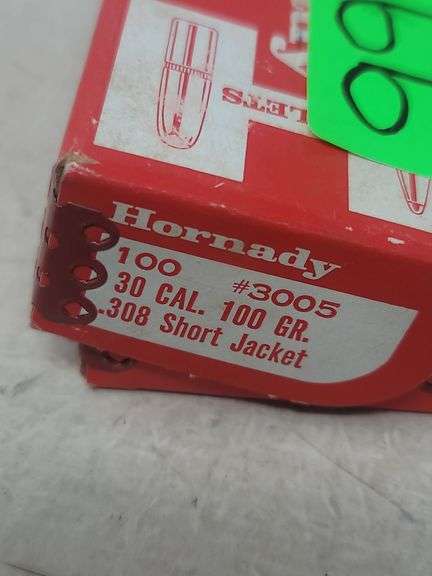 Hornady
100 #3005
30 CAL. 100 GR.
.308 Short Jacket